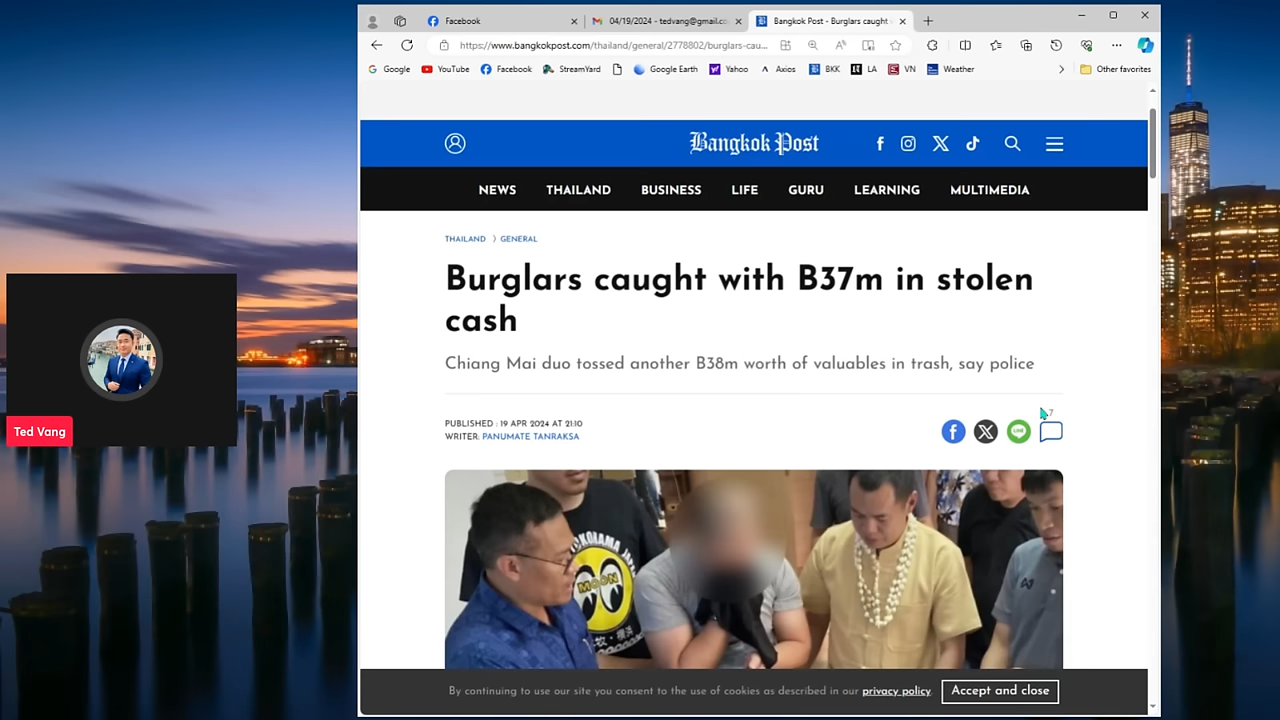 Facebook
04/19/2024 - tedvang@gmail.co
Bangkok Post - Burglars caught
https://www.bangkokpost.com/thailand/general/2778802/burglars-cau...
Google
YouTube
Facebook
StreamYard
Google Earth
Yahoo
Axios
BKK
LA
VN
Weather
Other favorites
Bangkok Post
NEWS THAILAND BUSINESS LIFE GURU LEARNING MULTIMEDIA
THAILAND > GENERAL
Burglars caught with B37m in stolen
cash
Chiang Mai duo tossed another B38m worth of valuables in trash, say police
PUBLISHED : 19 APR 2024 AT 21:10
WRITER: PANUMATE TANRAKSA
LINE
7
MOON
By continuing to use our site you consent to the use of cookies as described in our privacy policy.
Accept and close
Ted Vang